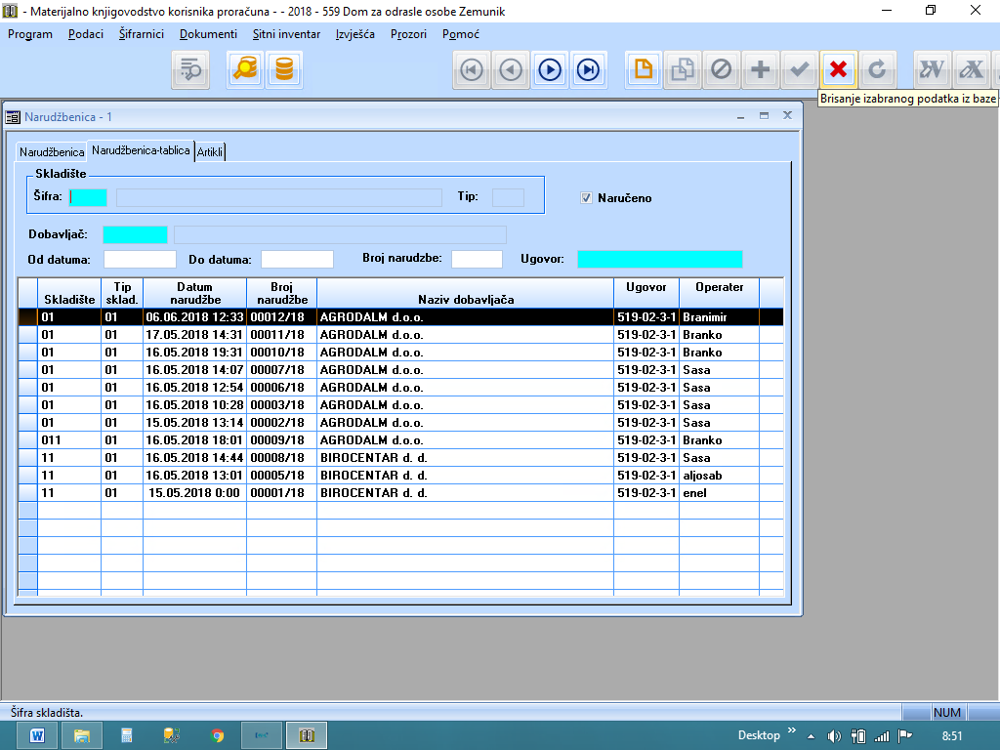 - Materijalno knjigovodstvo korisnika proračuna - - 2018 - 559 Dom za odrasle osobe Zemunik
Program Podaci Šifrarnici Dokumenti Sitni inventar Izvješća Prozori Pomoć
Brisanje izabranog podatka iz baze
Narudžbenica - 1
Narudžbenica Narudžbenica-tablica Artikli
Skladište
Šifra: Tip: Naručeno
Dobavljač:
Od datuma: Do datuma: Broj narudzbe: Ugovor:
Skladište Tip sklad. Datum narudžbe Broj narudžbe Naziv dobavljača Ugovor Operater
01 01 06.06.2018 12:33 00012/18 AGRODALM d.o.o. 519-02-3-1 Branimir
01 01 17.05.2018 14:31 00011/18 AGRODALM d.o.o. 519-02-3-1 Branko
01 01 16.05.2018 19:31 00010/18 AGRODALM d.o.o. 519-02-3-1 Branko
01 01 16.05.2018 14:07 00007/18 AGRODALM d.o.o. 519-02-3-1 Sasa
01 01 16.05.2018 12:54 00006/18 AGRODALM d.o.o. 519-02-3-1 Sasa
01 01 16.05.2018 10:28 00003/18 AGRODALM d.o.o. 519-02-3-1 Sasa
01 01 15.05.2018 13:14 00002/18 AGRODALM d.o.o. 519-02-3-1 Sasa
011 01 16.05.2018 18:01 00009/18 AGRODALM d.o.o. 519-02-3-1 Branko
11 01 16.05.2018 14:44 00008/18 BIROCENTAR d. d. 519-02-3-1 Sasa
11 01 16.05.2018 13:01 00005/18 BIROCENTAR d. d. 519-02-3-1 aljosab
11 01 15.05.2018 0:00 00001/18 BIROCENTAR d. d. 519-02-3-1 enel
Šifra skladišta. NUM
Desktop 8:51